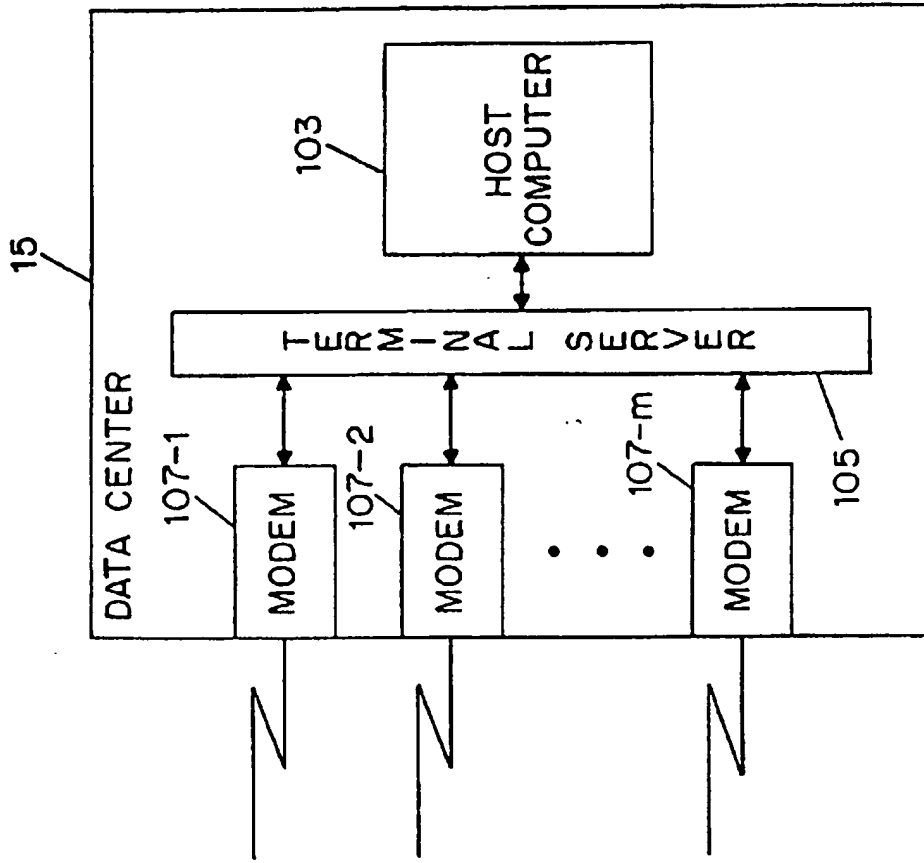 15
DATA CENTER
103
HOST
COMPUTER
TERMINAL SERVER
105
107-1
MODEM
107-2
MODEM
107-m
MODEM